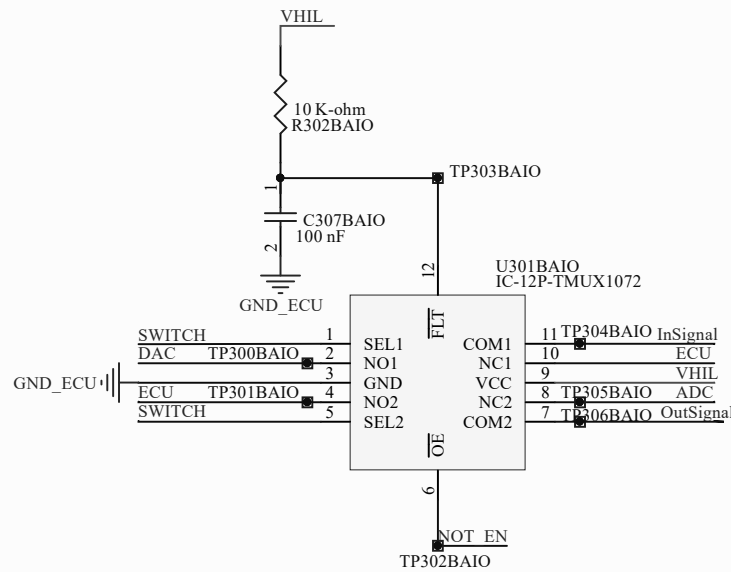 VHIL
10 K-ohm
R302BAIO
1
TP303BAIO
C307BAIO
100 nF
2
12
U301BAIO
IC-12P-TMUX1072
GND_ECU
FLT
SWITCH 1 SEL1 COM1 11 TP304BAIO InSignal
DAC TP300BAIO 2 NO1 NC1 10 ECU
GND_ECU 3 GND VCC 9 VHIL
ECU TP301BAIO 4 NO2 NC2 8 TP305BAIO ADC
SWITCH 5 SEL2 COM2 7 TP306BAIO OutSignal
OE
6
NOT_EN
TP302BAIO